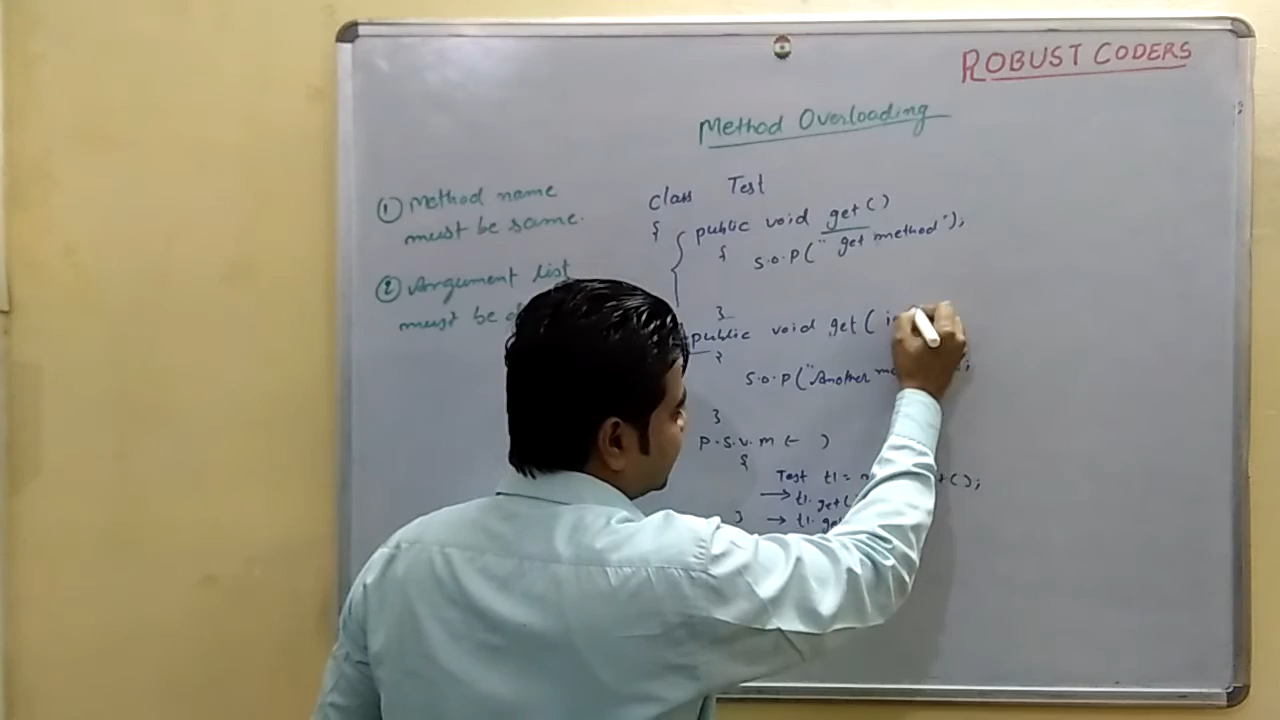 ROBUST CODERS
Method Overloading
① Method name
must be same.
② Argument list
must be
class Test
{
public void get()
{ S.O.P("get method");
}
public void get(
{
S.O.P("Another
}
P.S.V.M (- )
{
Test t1 =
→ t1.get(
} → t1.